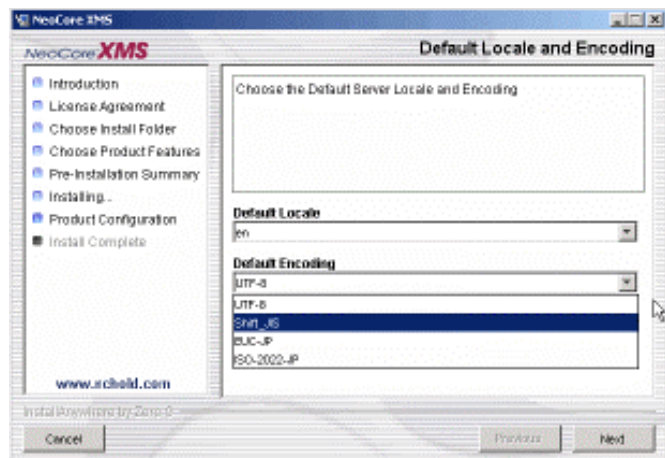 NeoCore XMS
NeoCore XMS
Default Locale and Encoding
Introduction
License Agreement
Choose Install Folder
Choose Product Features
Pre-Installation Summary
Installing...
Product Configuration
Install Complete
www.rchold.com
Choose the Default Server Locale and Encoding
Default Locale
en
Default Encoding
UTF-8
UTF-8
Shift_JIS
EUC-JP
ISO-2022-JP
InstallAnywhere by Zero G
Cancel
Previous
Next